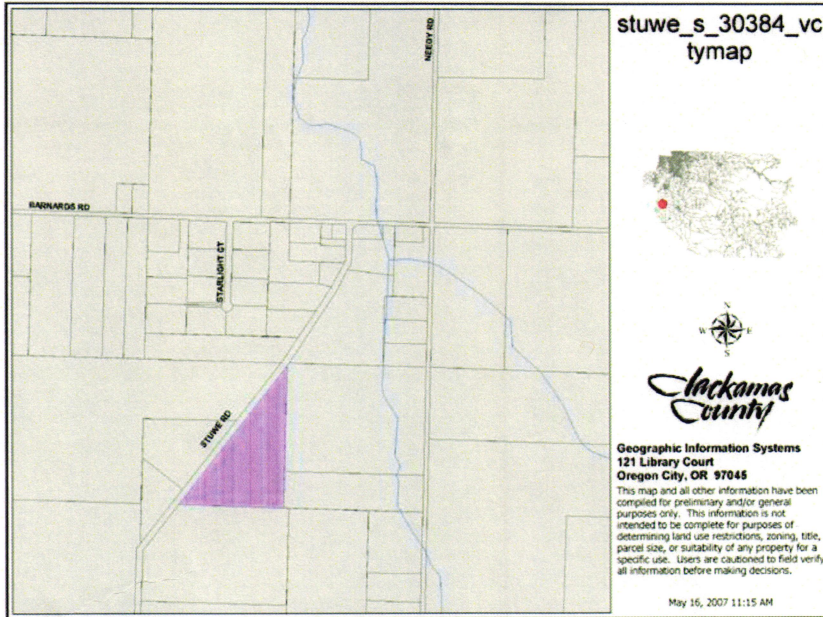 stuwe_s_30384_vc
tymap
NEEDY RD
BARNARDS RD
STARLIGHT CT
STUWE RD
N
W E
S
Clackamas
County
Geographic Information Systems
121 Library Court
Oregon City, OR 97045
This map and all other information have been
compiled for preliminary and/or general
purposes only. This information is not
intended to be complete for purposes of
determining land use restrictions, zoning, title,
parcel size, or suitability of any property for a
specific use. Users are cautioned to field verify
all information before making decisions.
May 16, 2007 11:15 AM